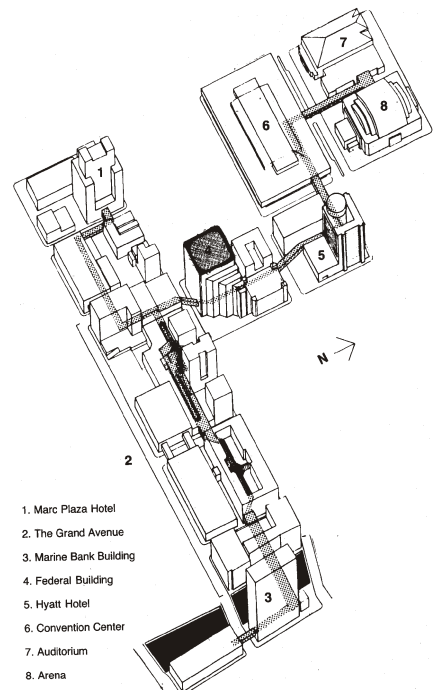 7
8
6
1
5
N
2
3
1. Marc Plaza Hotel
2. The Grand Avenue
3. Marine Bank Building
4. Federal Building
5. Hyatt Hotel
6. Convention Center
7. Auditorium
8. Arena